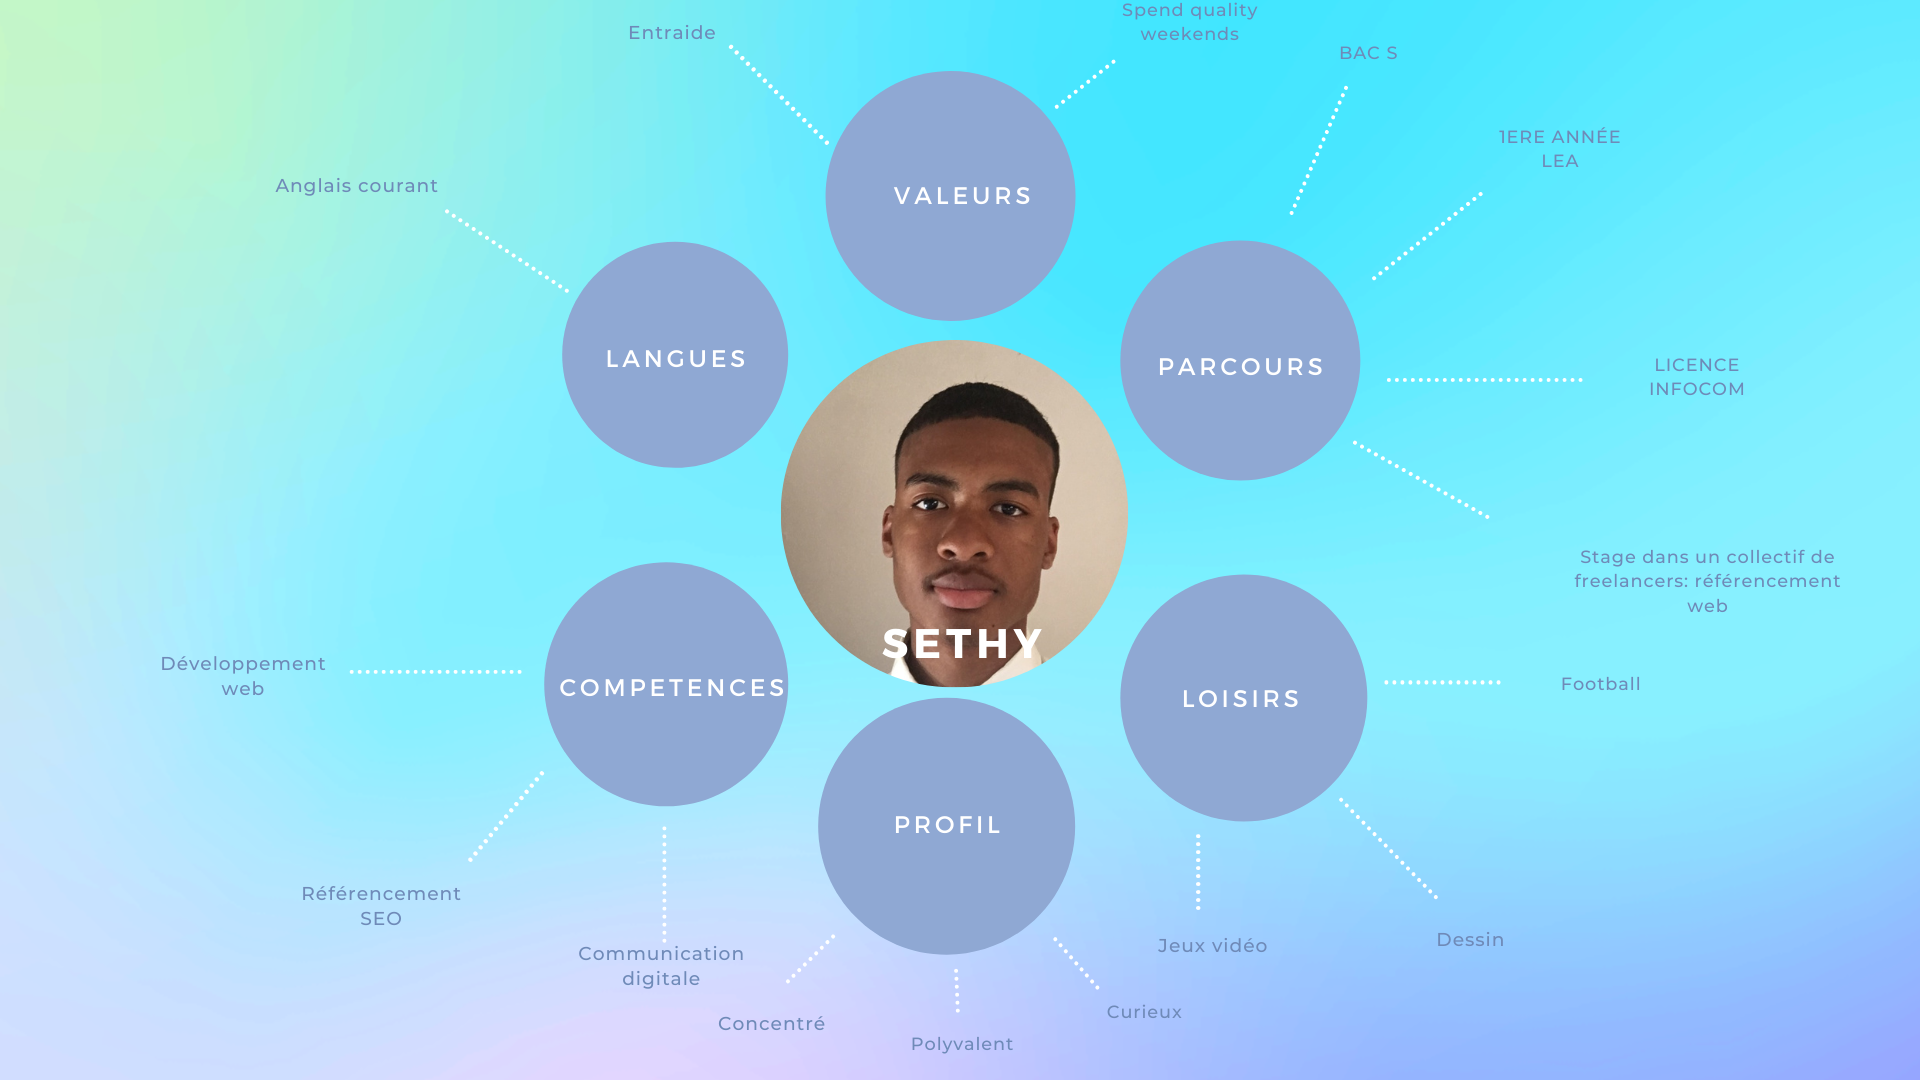 Spend quality
weekends
Entraide
BAC S
1ERE ANNÉE
LEA
Anglais courant
VALEURS
LANGUES
PARCOURS
LICENCE
INFOCOM
Stage dans un collectif de
freelancers: référencement
web
SETHY
Développement
web
COMPETENCES
LOISIRS
Football
PROFIL
Référencement
SEO
Communication
digitale
Jeux vidéo
Dessin
Concentré
Polyvalent
Curieux